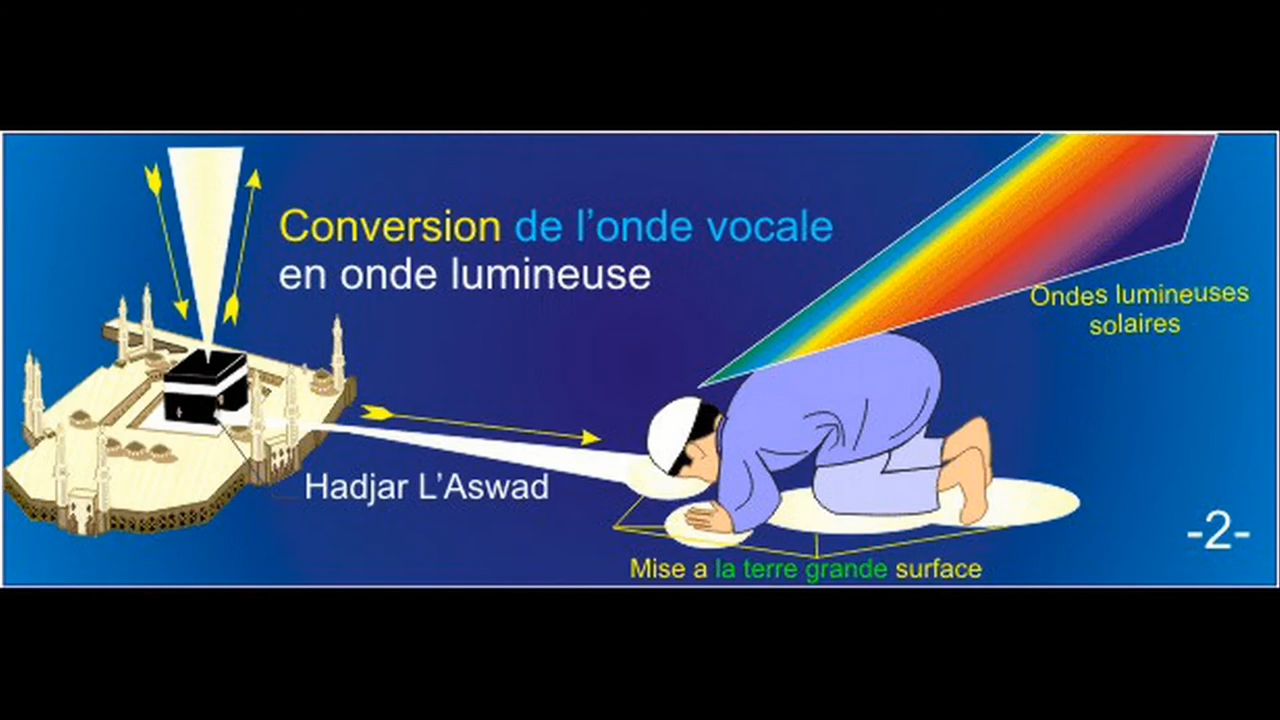 Conversion de l'onde vocale
en onde lumineuse
Ondes lumineuses
solaires
Hadjar L'Aswad
-2-
Mise a la terre grande surface